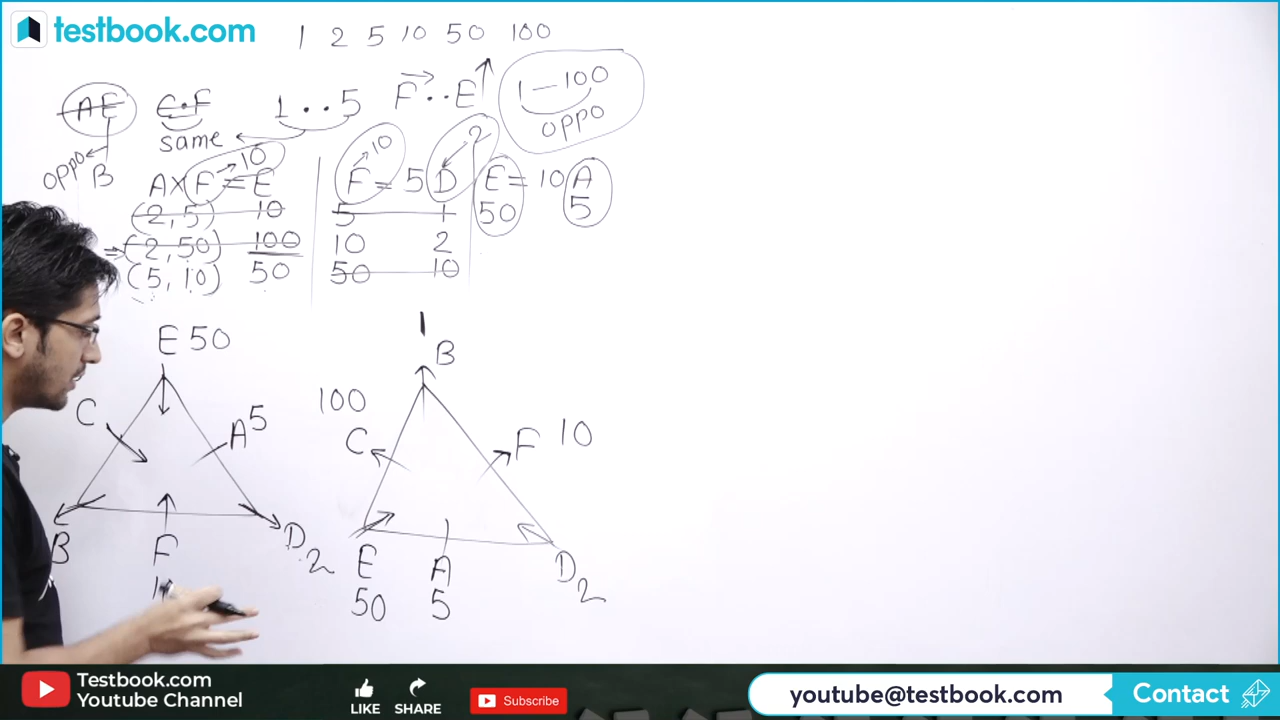 testbook.com
1 2 5 10 50 100
AE C·F 1 • • 5 F • • E 1 — 100
oppo
same
oppo B
A × F = E 10
(2, 5) 10
(2, 50) 100
(5, 10) 50
F = 5 D 10 2
5 1
10 2
50 10
E = 10 A
50 5
E 50
C A 5
B F D 2
1
B
100
C F 10
E A D 2
50 5
Testbook.com
Youtube Channel
LIKE SHARE Subscribe
youtube@testbook.com Contact